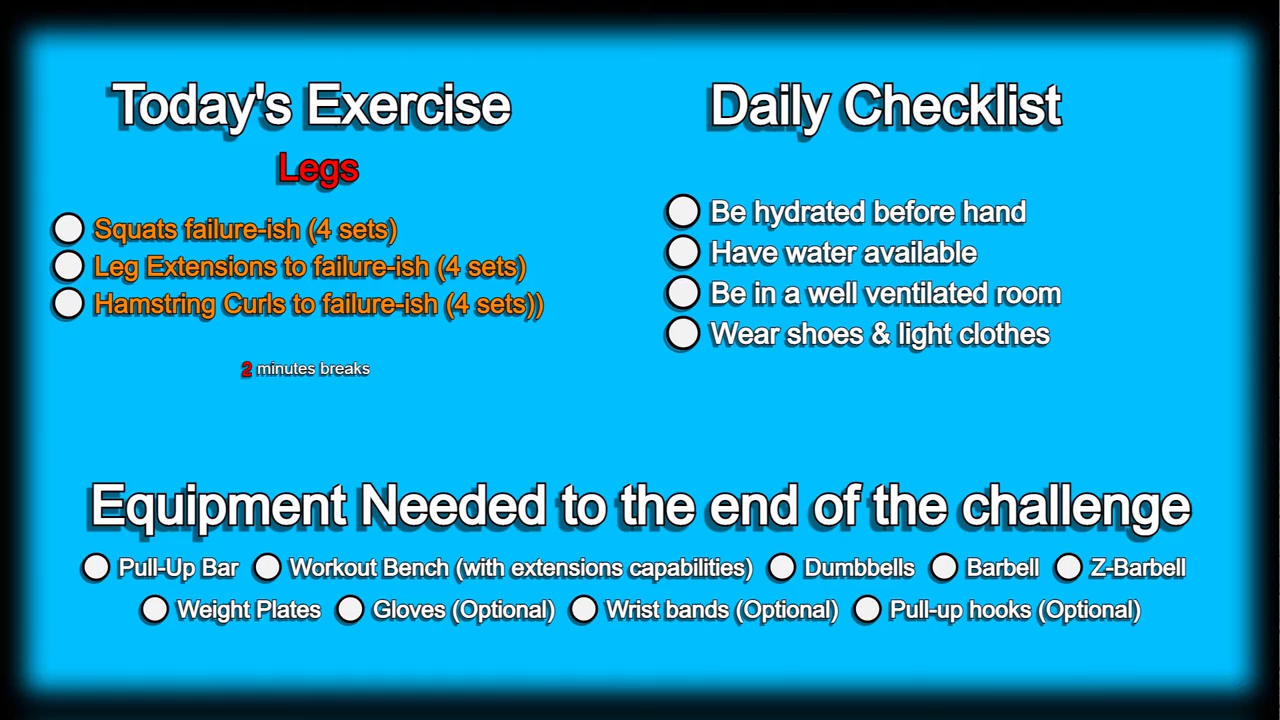 Today's Exercise
Legs
Squats failure-ish (4 sets)
Leg Extensions to failure-ish (4 sets)
Hamstring Curls to failure-ish (4 sets))
2 minutes breaks
Daily Checklist
Be hydrated before hand
Have water available
Be in a well ventilated room
Wear shoes & light clothes
Equipment Needed to the end of the challenge
Pull-Up Bar Workout Bench (with extensions capabilities) Dumbbells Barbell Z-Barbell
Weight Plates Gloves (Optional) Wrist bands (Optional) Pull-up hooks (Optional)